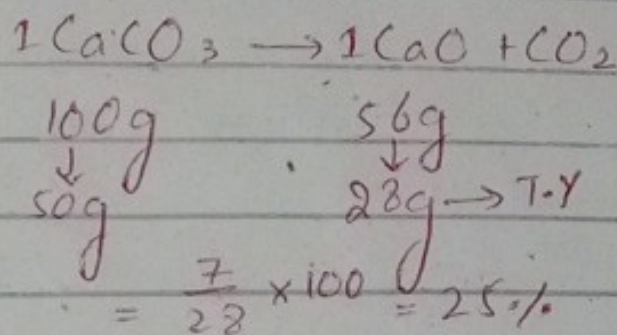 1 CaCO₃ → 1 CaO + CO₂
100g 56g
↓ ↓
50g 28g → T.Y
= 7/28 × 100 = 25%